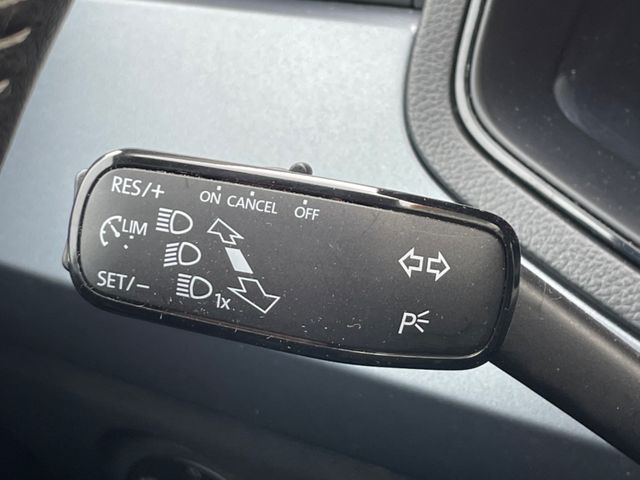 RES/+ ON CANCEL OFF
LIM
SET/- 1x
P